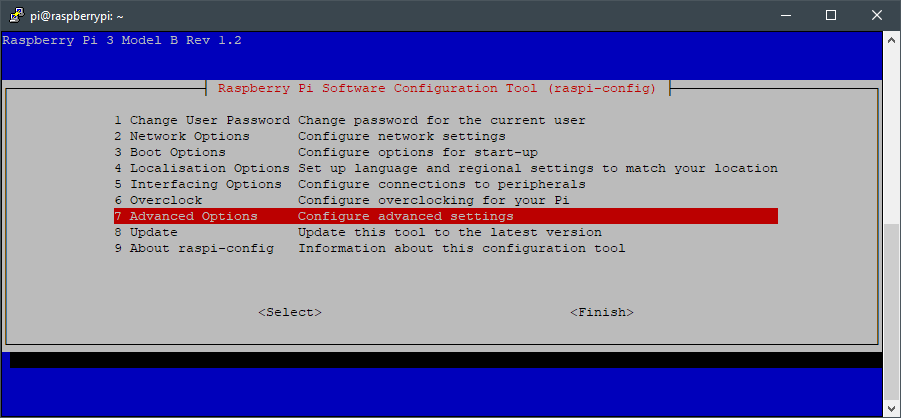 pi@raspberrypi: ~
Raspberry Pi 3 Model B Rev 1.2
Raspberry Pi Software Configuration Tool (raspi-config)
1 Change User Password Change password for the current user
2 Network Options Configure network settings
3 Boot Options Configure options for start-up
4 Localisation Options Set up language and regional settings to match your location
5 Interfacing Options Configure connections to peripherals
6 Overclock Configure overclocking for your Pi
7 Advanced Options Configure advanced settings
8 Update Update this tool to the latest version
9 About raspi-config Information about this configuration tool
<Select> <Finish>